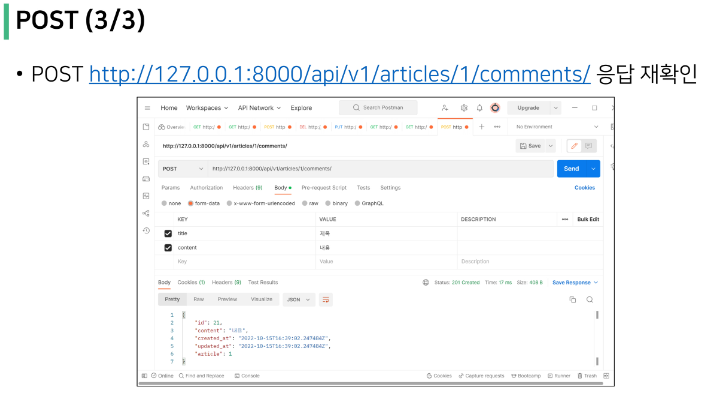 POST (3/3)
• POST http://127.0.0.1:8000/api/v1/articles/1/comments/ 응답 재확인
Home Workspaces API Network Explore Search Postman Upgrade
Overview GET http:/ GET http:/ POST http DEL http:/ PUT http:/ GET http:/ GET http:/ POST http + ••• No Environment
http://127.0.0.1:8000/api/v1/articles/1/comments/ Save
POST http://127.0.0.1:8000/api/v1/articles/1/comments/ Send
Params Authorization Headers (8) Body Pre-request Script Tests Settings Cookies
none form-data x-www-form-urlencoded raw binary GraphQL
KEY VALUE DESCRIPTION ••• Bulk Edit
title 제목
content 내용
Key Value Description
Body Cookies (1) Headers (9) Test Results Status: 201 Created Time: 17 ms Size: 408 B Save Response
Pretty Raw Preview Visualize JSON
1 {
2 "id": 21,
3 "content": "내용",
4 "created_at": "2022-10-15T16:39:02.247484Z",
5 "updated_at": "2022-10-15T16:39:02.247484Z",
6 "article": 1
7 }
Online Find and Replace Console Cookies Capture requests Bootcamp Runner Trash